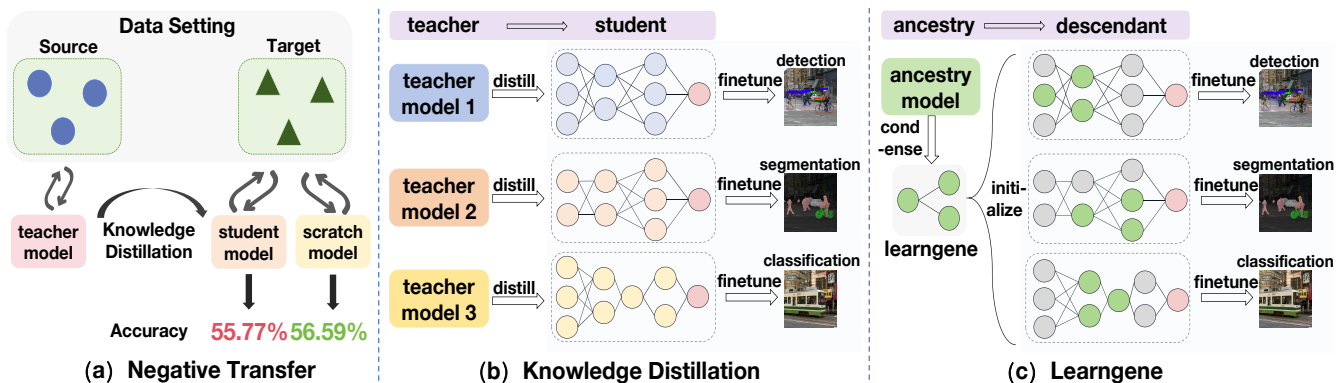 Data Setting
Source
Target
teacher
model
Knowledge
Distillation
student
model
scratch
model
Accuracy
55.77%
56.59%
(a) Negative Transfer
teacher
student
teacher
model 1
distill
finetune
detection
teacher
model 2
distill
finetune
segmentation
teacher
model 3
distill
finetune
classification
(b) Knowledge Distillation
ancestry
descendant
ancestry
model
cond
-ense
learngene
initi-
alize
finetune
detection
finetune
segmentation
finetune
classification
(c) Learngene